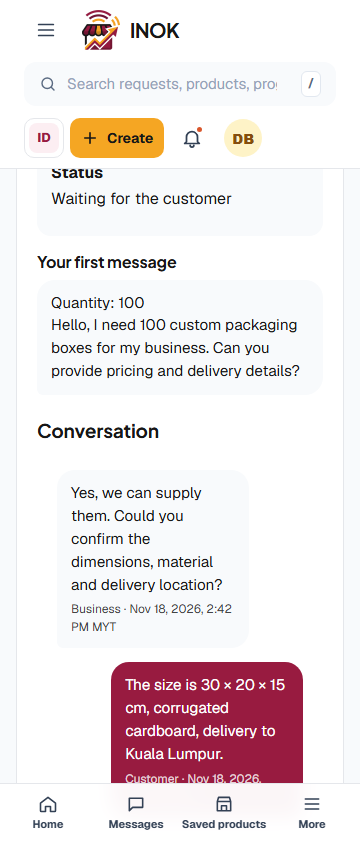 INOK
Search requests, products, pro
/
ID
+ Create
DB
Status
Waiting for the customer
Your first message
Quantity: 100
Hello, I need 100 custom packaging
boxes for my business. Can you
provide pricing and delivery details?
Conversation
Yes, we can supply
them. Could you
confirm the
dimensions, material
and delivery location?
Business · Nov 18, 2026, 2:42
PM MYT
The size is 30 × 20 × 15
cm, corrugated
cardboard, delivery to
Kuala Lumpur.
Customer · Nov 18, 2026,
Home
Messages
Saved products
More